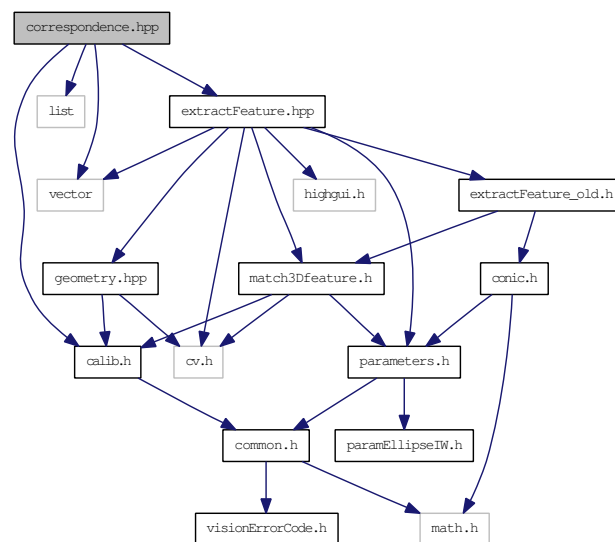 correspondence.hpp
list
extractFeature.hpp
vector
highgui.h
extractFeature_old.h
geometry.hpp
match3Dfeature.h
conic.h
calib.h
cv.h
parameters.h
common.h
paramEllipseIW.h
visionErrorCode.h
math.h